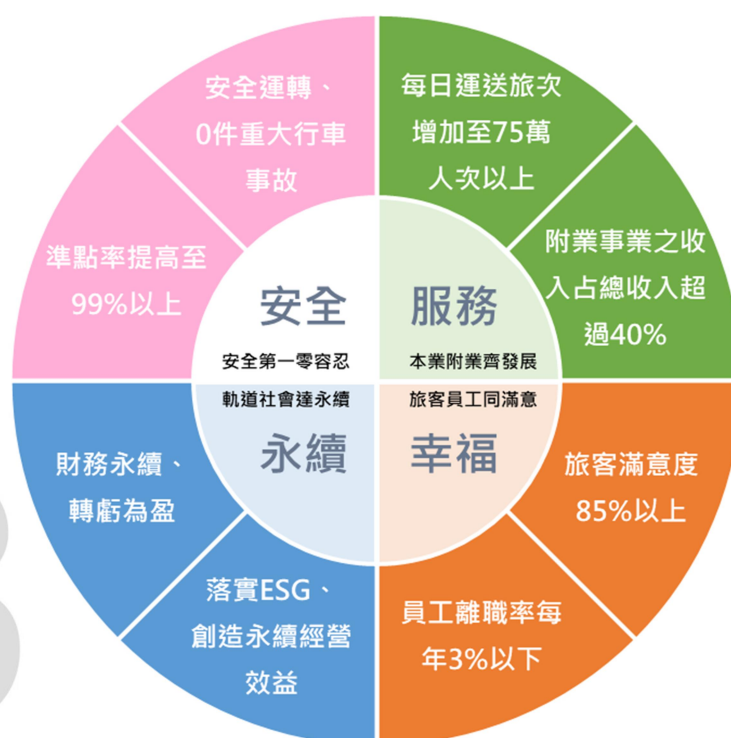 安全運轉、
0件重大行車
事故
準點率提高至
99%以上
安全
安全第一零容忍
每日運送旅次
增加至75萬
人次以上
附業事業之收
入占總收入超
過40%
服務
本業附業齊發展
軌道社會達永續
永續
財務永續、
轉虧為盈
落實ESG、
創造永續經營
效益
旅客員工同滿意
幸福
旅客滿意度
85%以上
員工離職率每
年3%以下